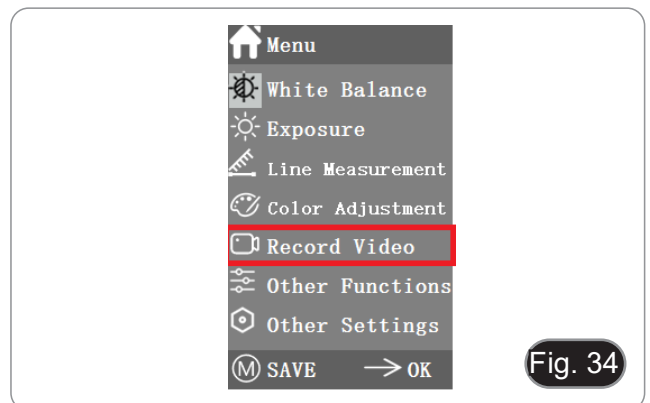 Menu
White Balance
Exposure
Line Measurement
Color Adjustment
Record Video
Other Functions
Other Settings
M SAVE → OK
Fig. 34